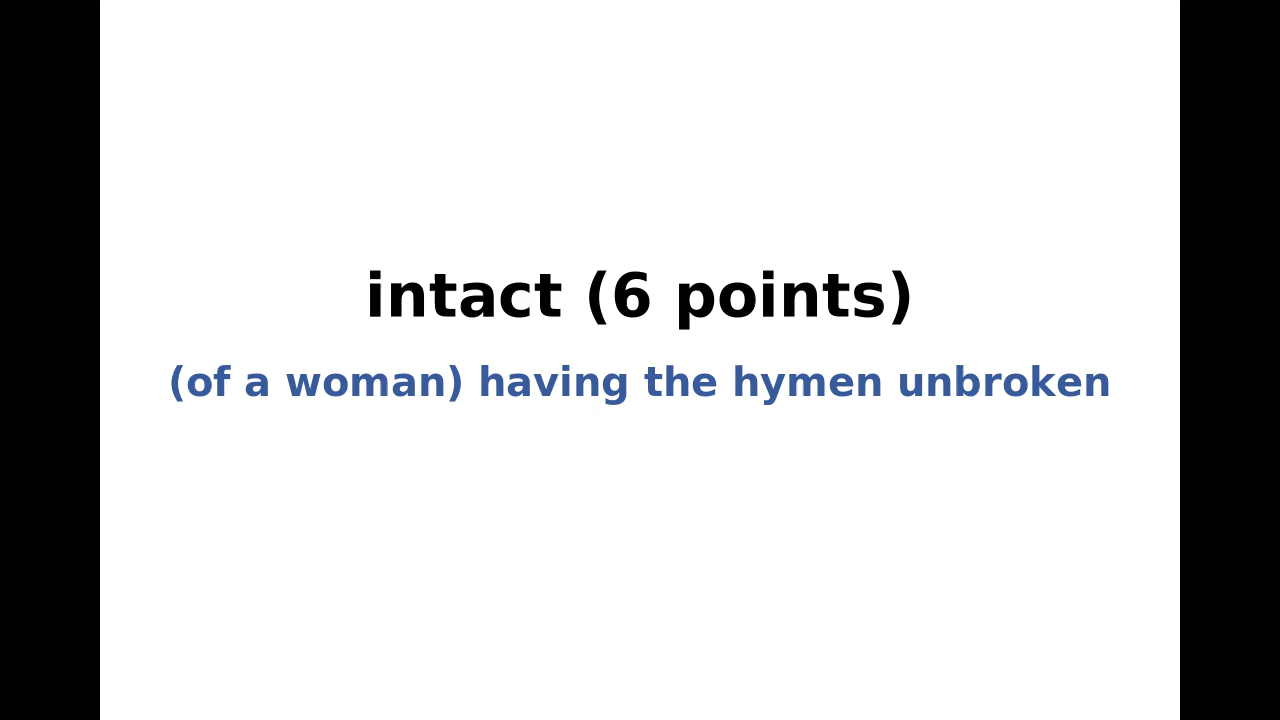 intact (6 points)
(of a woman) having the hymen unbroken